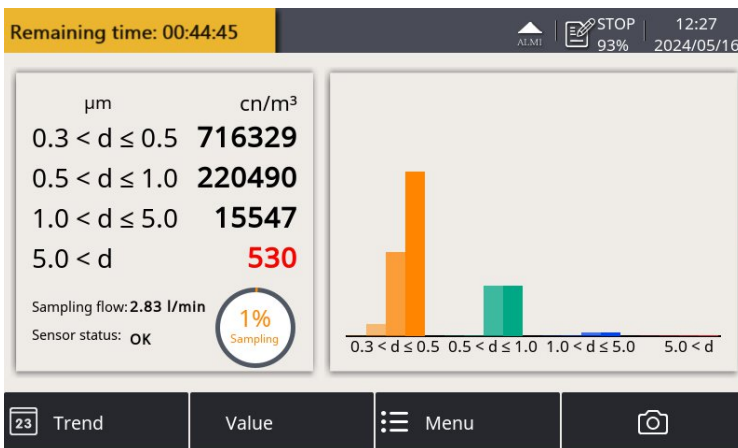 Remaining time: 00:44:45
ALMI
STOP
93%
12:27
2024/05/16
µm cn/m³
0.3 < d ≤ 0.5 716329
0.5 < d ≤ 1.0 220490
1.0 < d ≤ 5.0 15547
5.0 < d 530
Sampling flow: 2.83 l/min
Sensor status: OK
1%
Sampling
0.3 < d ≤ 0.5 0.5 < d ≤ 1.0 1.0 < d ≤ 5.0 5.0 < d
23 Trend
Value
Menu